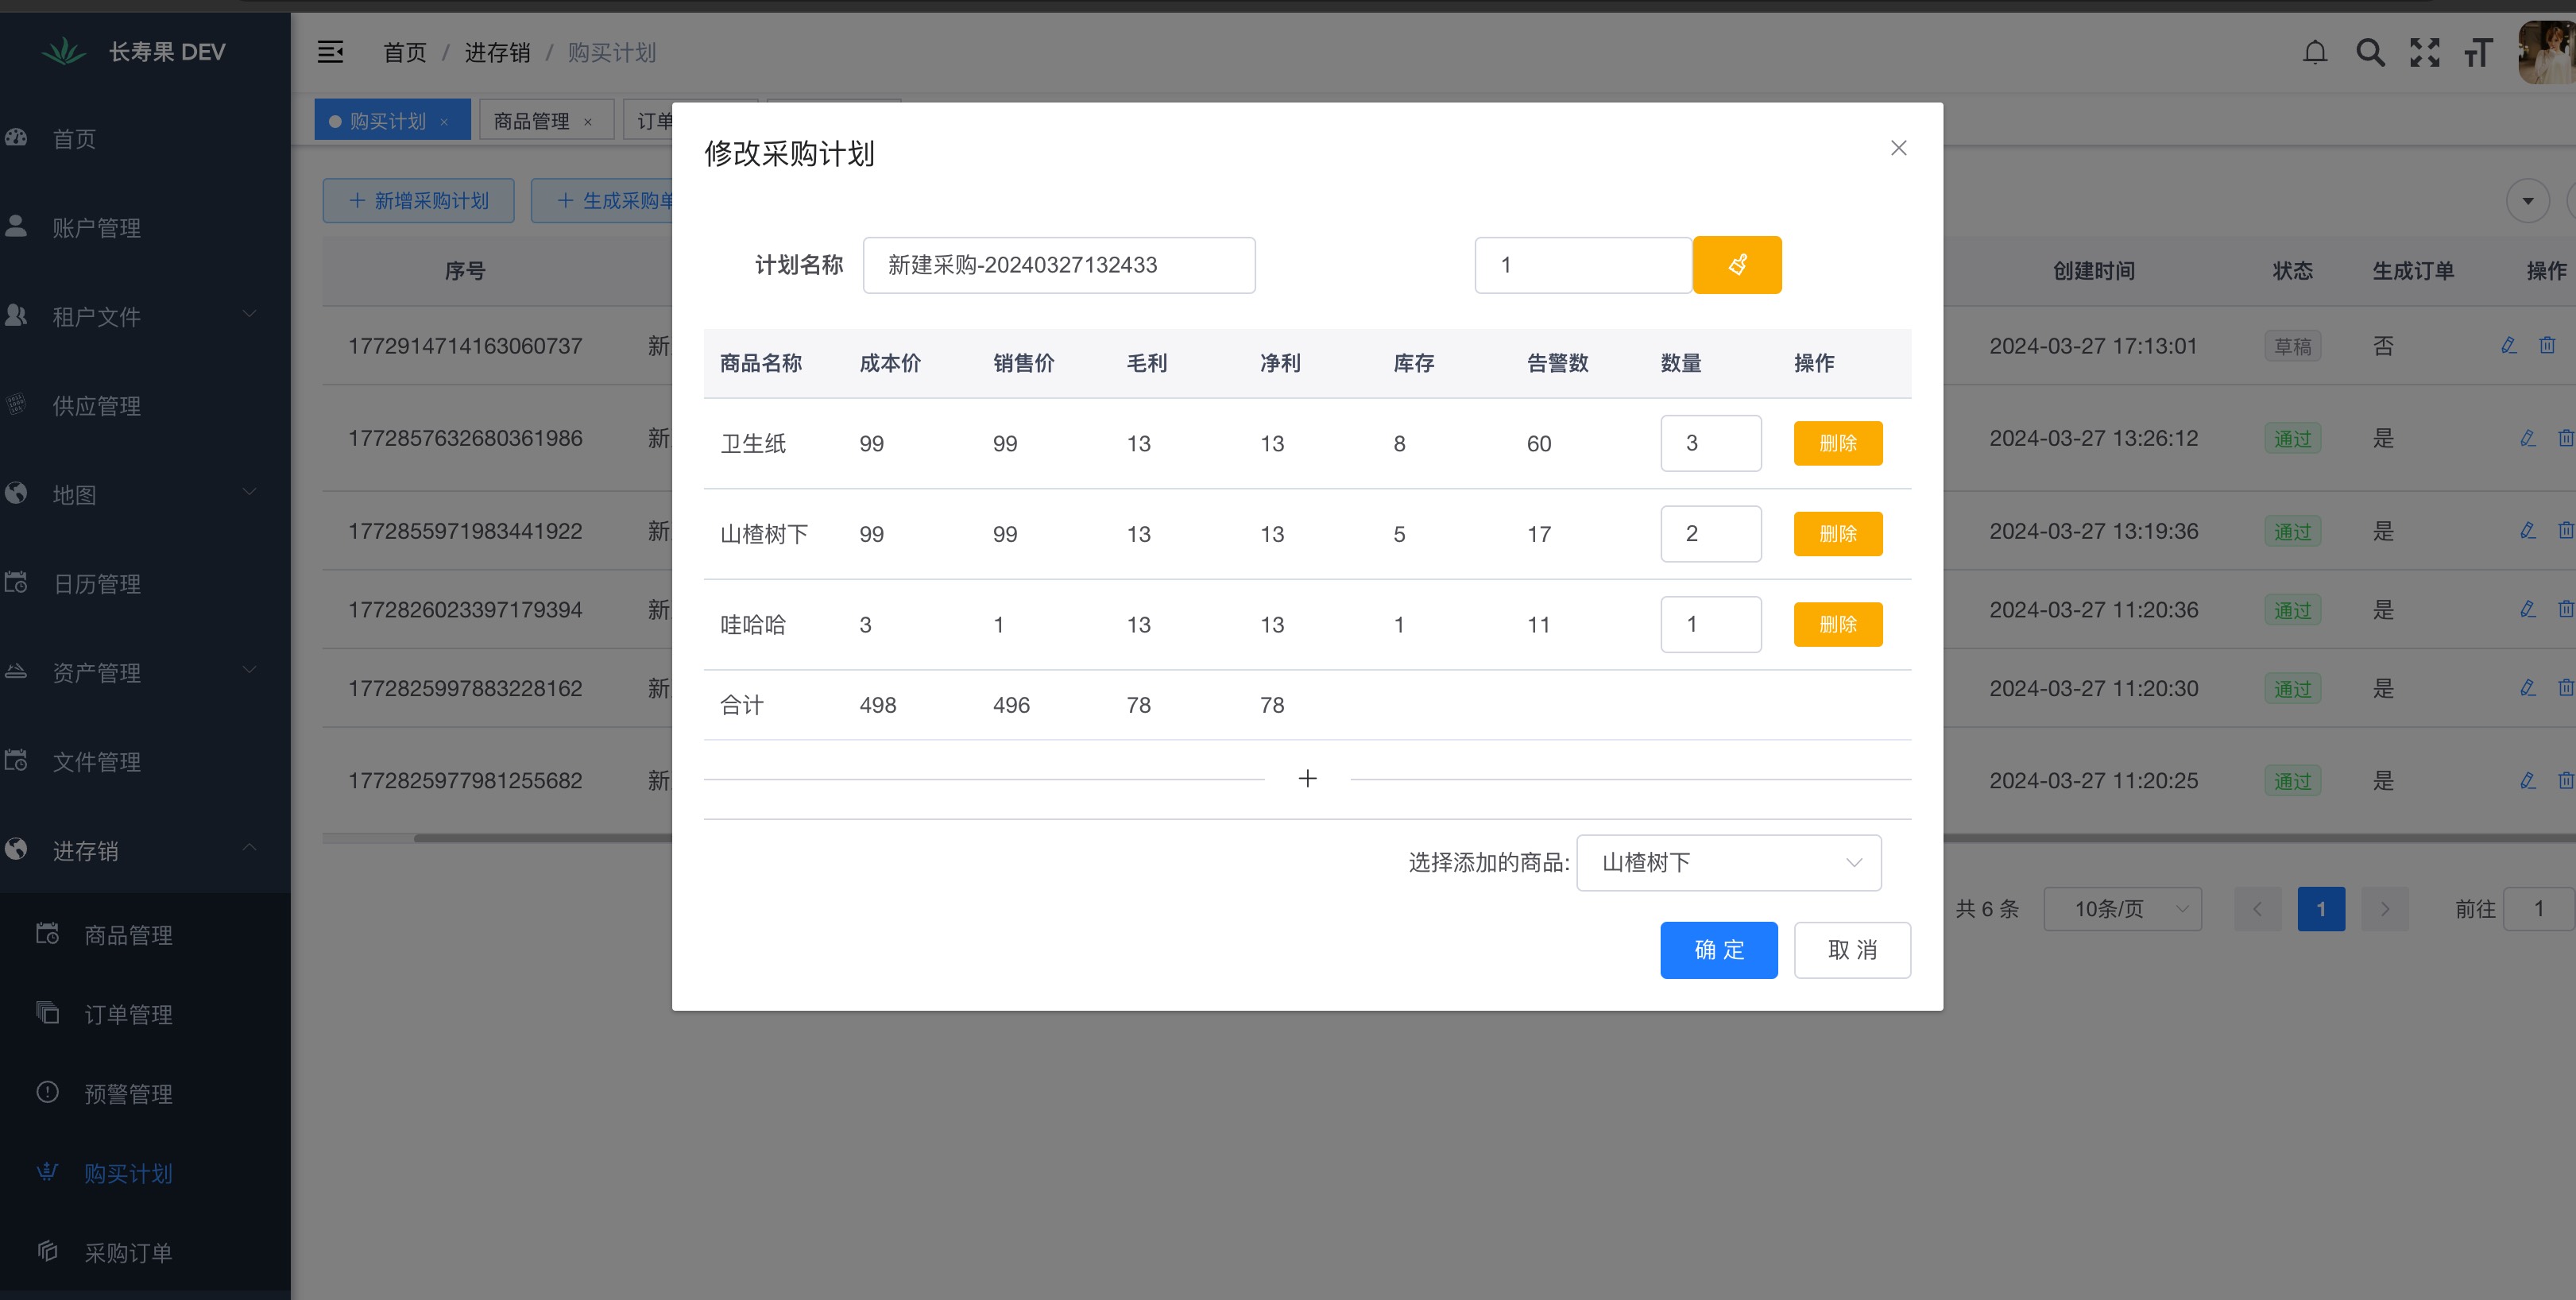 长寿果 DEV
首页 / 进存销 / 购买计划
购买计划 ×
商品管理 ×
订单
首页
账户管理
租户文件
供应管理
地图
日历管理
资产管理
文件管理
进存销
商品管理
订单管理
预警管理
购买计划
采购订单
+ 新增采购计划
+ 生成采购单
序号 创建时间 状态 生成订单 操作
1772914714163060737 新 2024-03-27 17:13:01 草稿 否
1772857632680361986 新 2024-03-27 13:26:12 通过 是
1772855971983441922 新 2024-03-27 13:19:36 通过 是
1772826023397179394 新 2024-03-27 11:20:36 通过 是
1772825997883228162 新 2024-03-27 11:20:30 通过 是
1772825977981255682 新 2024-03-27 11:20:25 通过 是
共 6 条 10条/页 1 前往 1
修改采购计划
计划名称 新建采购-20240327132433 1
商品名称 成本价 销售价 毛利 净利 库存 告警数 数量 操作
卫生纸 99 99 13 13 8 60 3 删除
山楂树下 99 99 13 13 5 17 2 删除
哇哈哈 3 1 13 13 1 11 1 删除
合计 498 496 78 78
选择添加的商品: 山楂树下
确 定 取 消